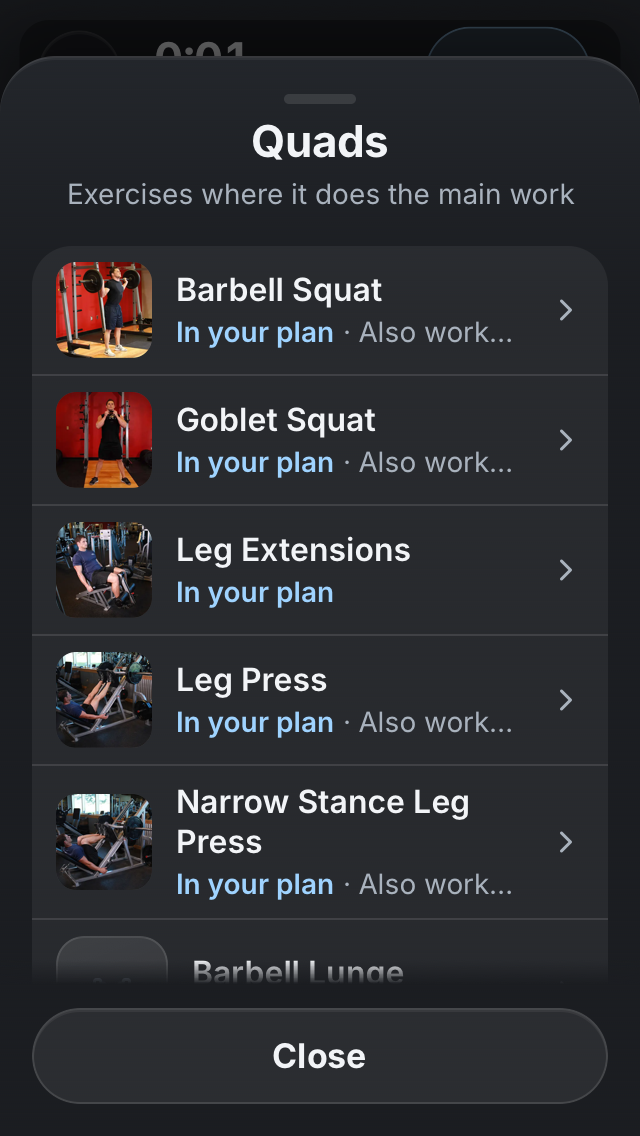 0:01
Quads
Exercises where it does the main work
Barbell Squat
In your plan · Also work...
Goblet Squat
In your plan · Also work...
Leg Extensions
In your plan
Leg Press
In your plan · Also work...
Narrow Stance Leg
Press
In your plan · Also work...
Barbell Lunge
Close